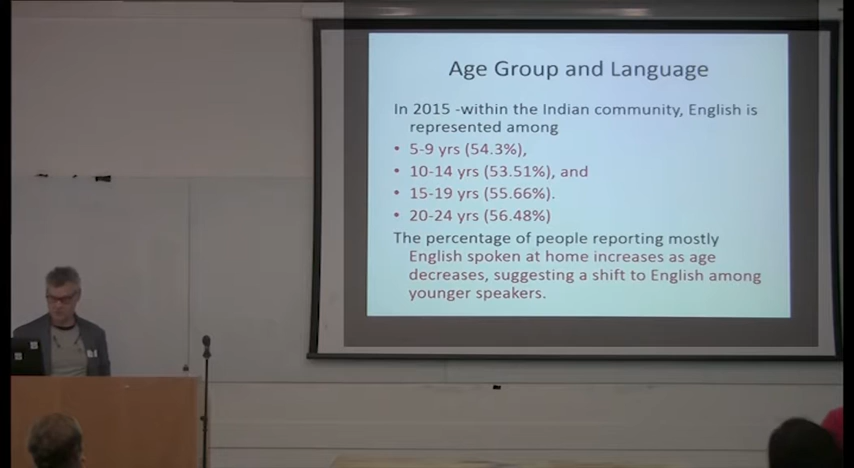 Age Group and Language
In 2015 -within the Indian community, English is
represented among
• 5-9 yrs (54.3%),
• 10-14 yrs (53.51%), and
• 15-19 yrs (55.66%).
• 20-24 yrs (56.48%)
The percentage of people reporting mostly
English spoken at home increases as age
decreases, suggesting a shift to English among
younger speakers.